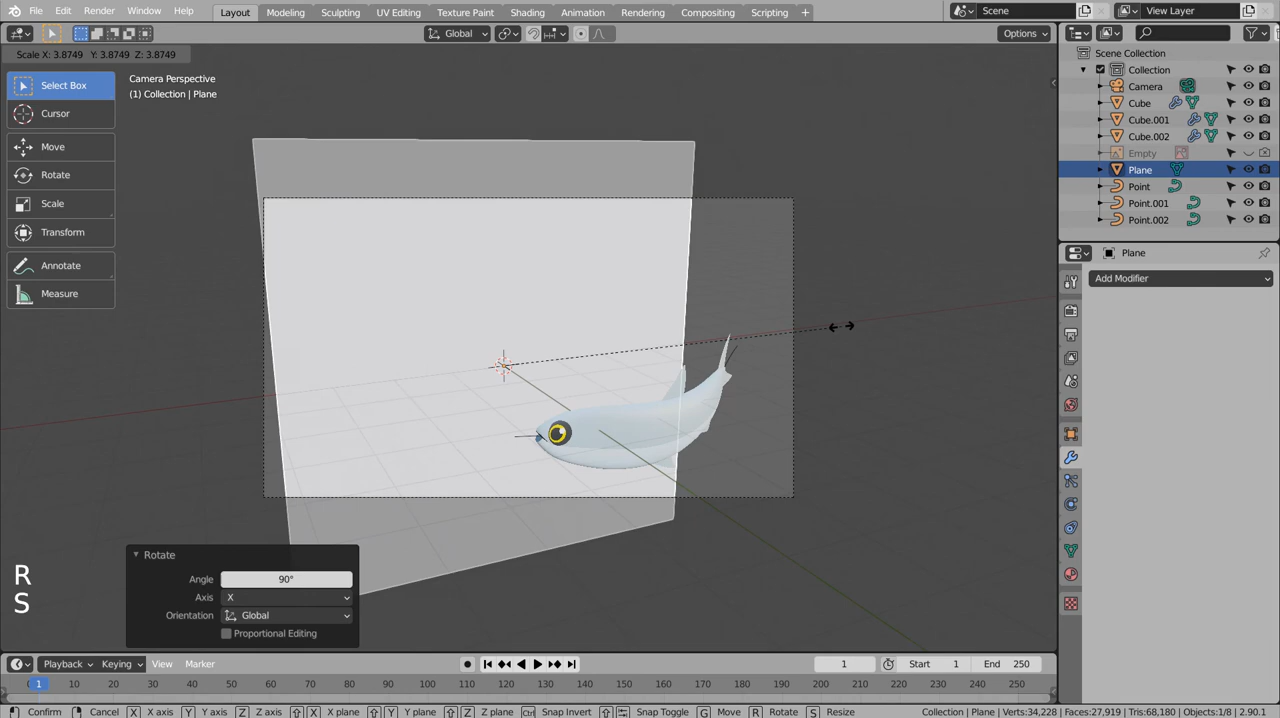 File Edit Render Window Help Layout Modeling Sculpting UV Editing Texture Paint Shading Animation Rendering Compositing Scripting + Scene View Layer
Global Options
Scale X: 3.8749 Y: 3.8749 Z: 3.8749
Scene Collection
Collection
Camera
Cube
Cube.001
Cube.002
Empty
Plane
Point
Point.001
Point.002
Camera Perspective
(1) Collection | Plane
Select Box
Cursor
Move
Rotate
Scale
Transform
Annotate
Measure
Plane
Add Modifier
R
S
Rotate
Angle 90°
Axis X
Orientation Global
Proportional Editing
Playback Keying View Marker 1 Start 1 End 250
1 10 20 30 40 50 60 70 80 90 100 110 120 130 140 150 160 170 180 190 200 210 220 230 240 250
Confirm Cancel X X axis Y Y axis Z Z axis X X plane Y Y plane Z Z plane Ctrl Snap Invert Snap Toggle G Move R Rotate S Resize Collection | Plane Verts:34,228 Faces:27,919 Tris:68,180 Objects:1/8 2.90.1